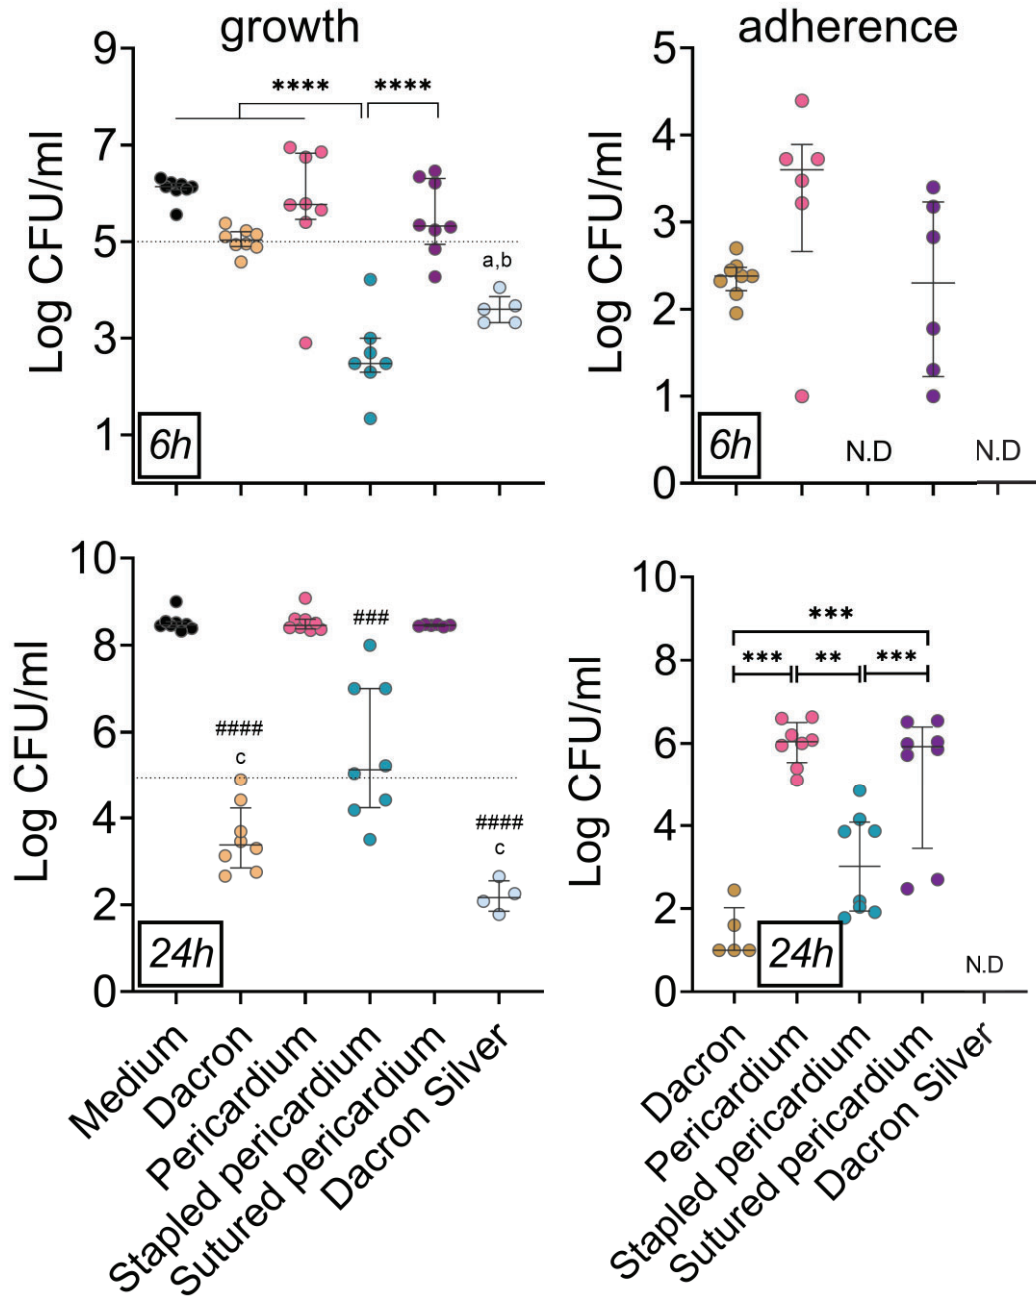 growth
adherence
9
7
5
3
1
Log CFU/ml
**** ****
a,b
6h
5
4
3
2
1
0
Log CFU/ml
N.D
N.D
6h
10
8
6
4
2
0
Log CFU/ml
###
####
c
####
c
24h
Medium
Dacron
Pericardium
Stapled pericardium
Sutured pericardium
Dacron Silver
10
8
6
4
2
0
Log CFU/ml
***
*** ** ***
N.D
24h
Dacron
Pericardium
Stapled pericardium
Sutured pericardium
Dacron Silver